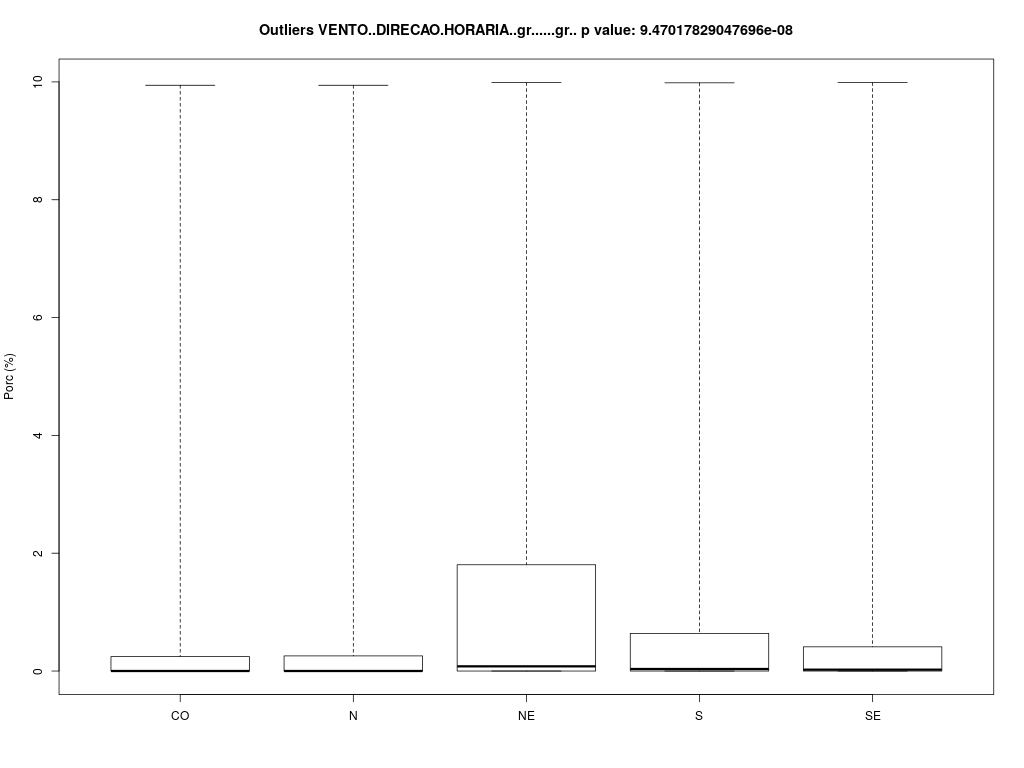 Outliers VENTO..DIRECAO.HORARIA..gr......gr.. p value: 9.47017829047696e-08
10
8
6
4
2
0
Porc (%)
CO N NE S SE